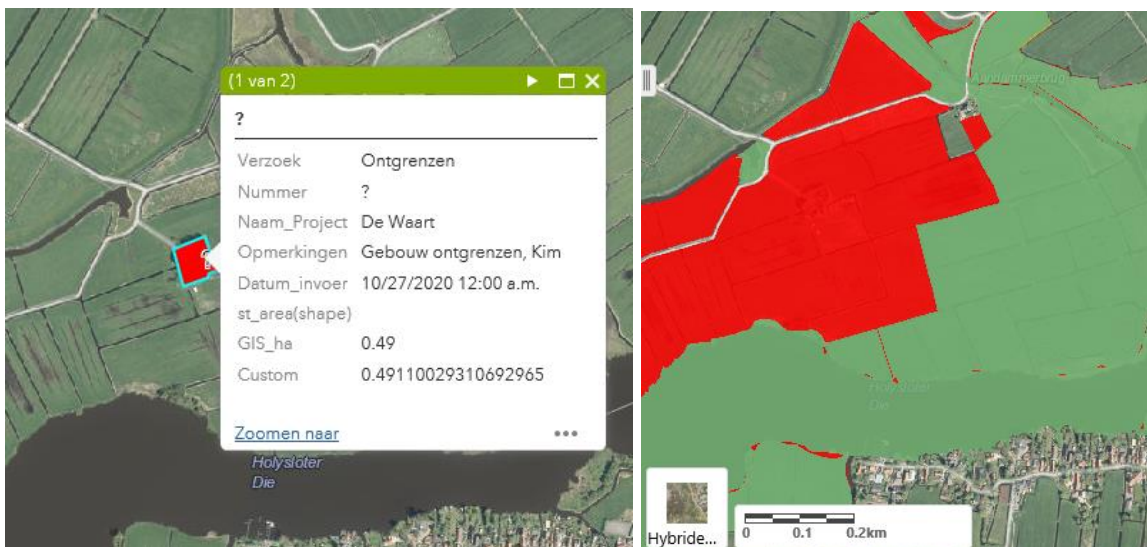 (1 van 2)
?
Verzoek Ontgrenzen
Nummer ?
Naam_Project De Waart
Opmerkingen Gebouw ontgrenzen, Kim
Datum_invoer 10/27/2020 12:00 a.m.
st_area(shape)
GIS_ha 0.49
Custom 0.49110029310692965
Zoomen naar
Holysloter
Die
Aandammerbrug
Holysloter
Die
Hybride...
0 0.1 0.2km